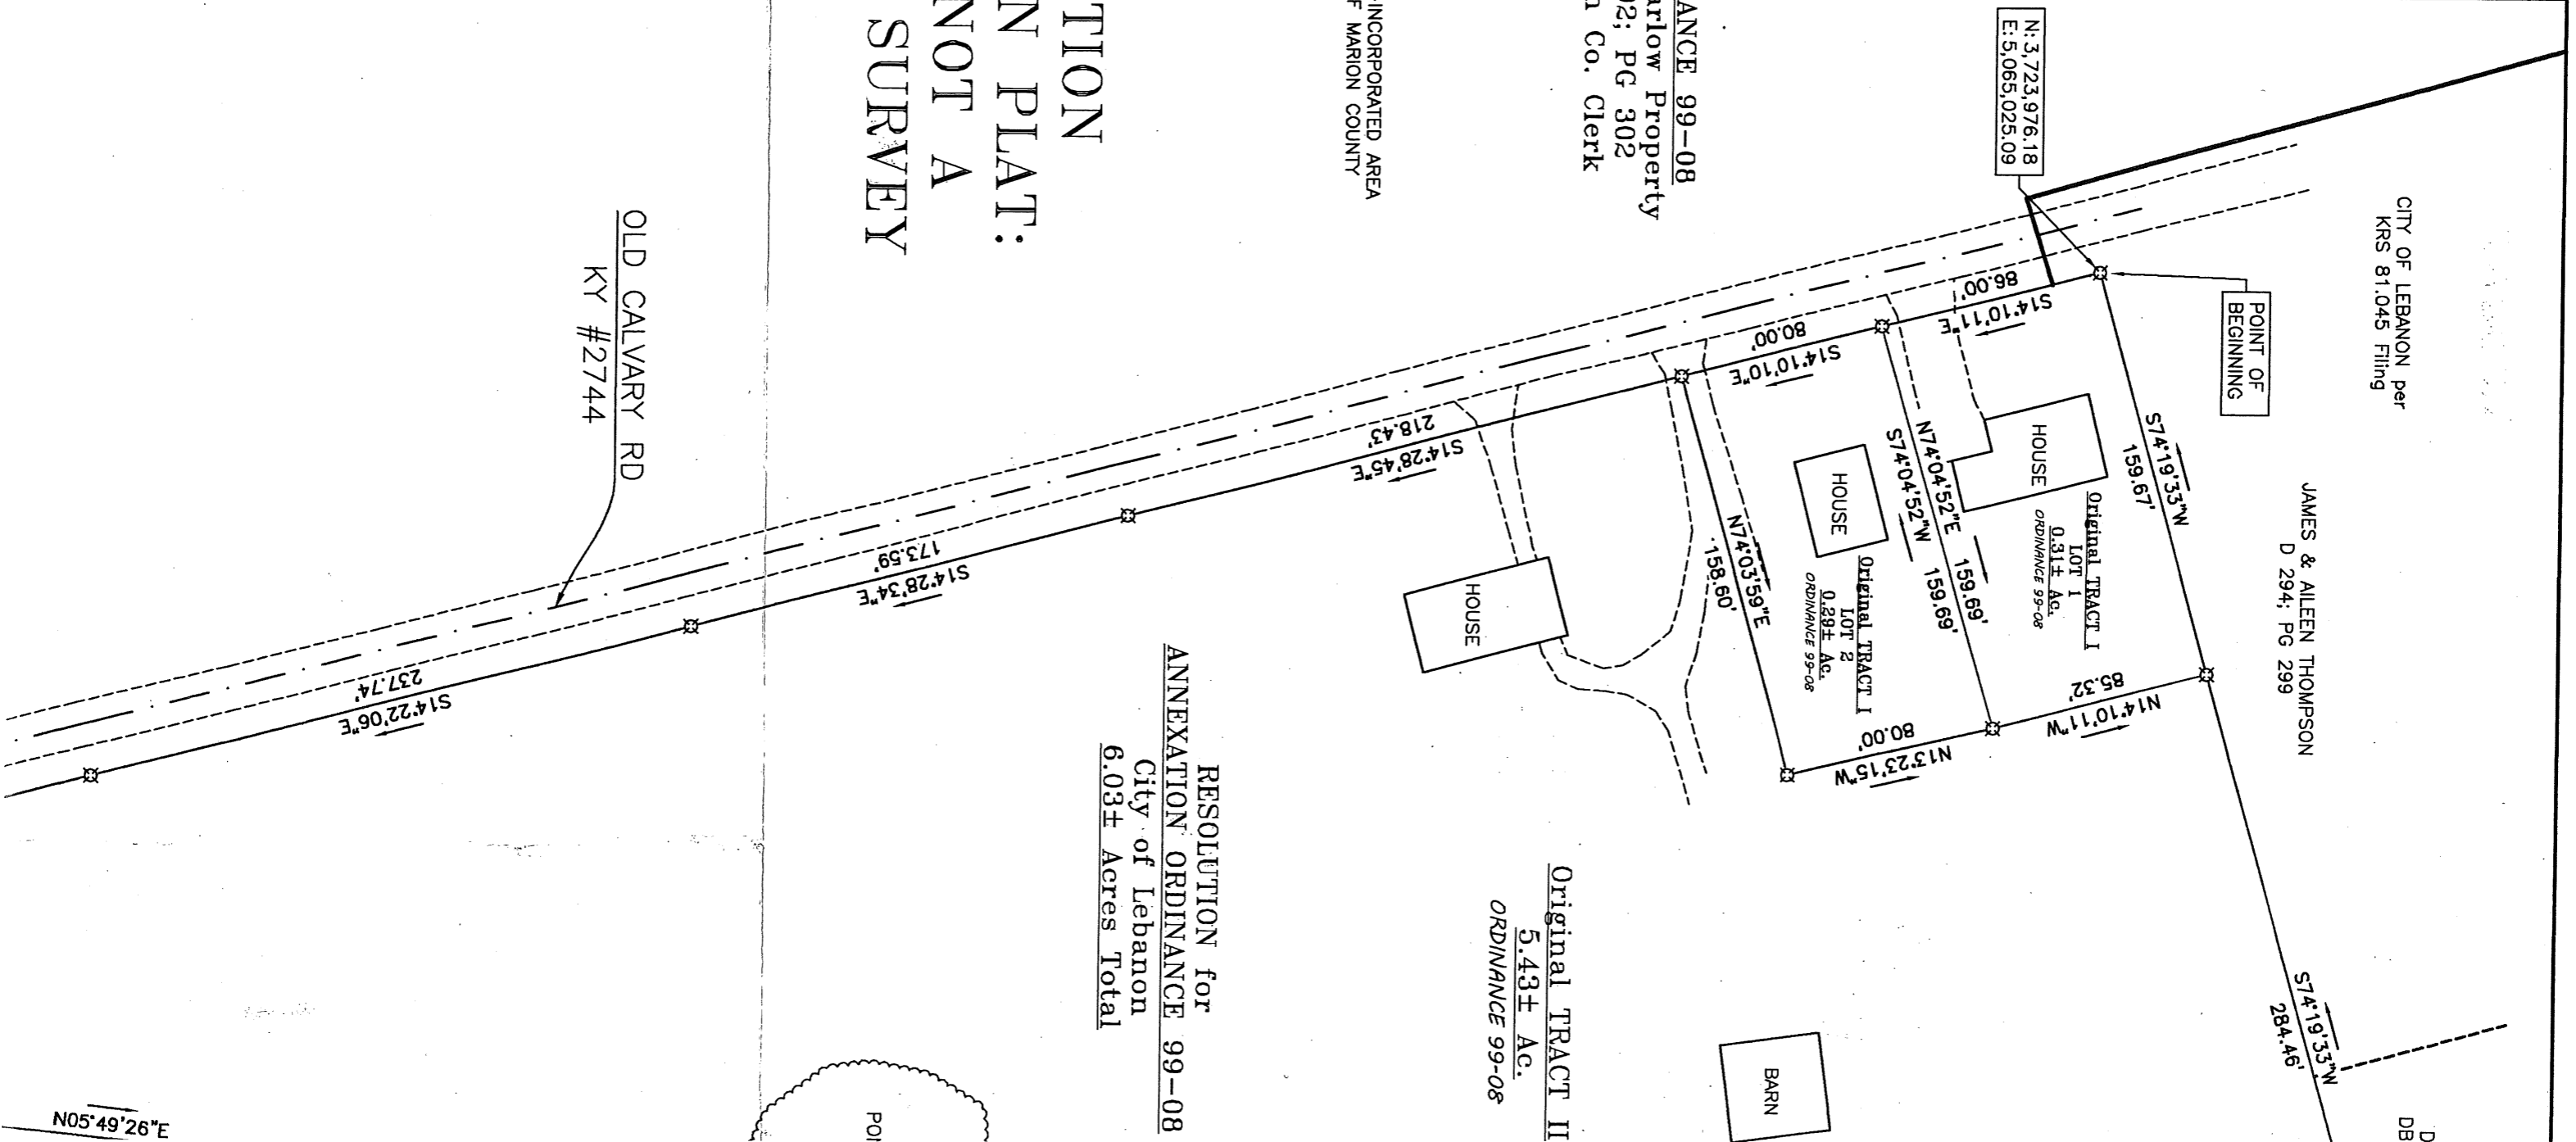 CITY OF LEBANON per
KRS 81.045 Filing
JAMES & AILEEN THOMPSON
D 294; PG 299
POINT OF
BEGINNING
N: 3,723,976.18
E: 5,065,025.09
S74°19'33"W
159.67'
S74°19'33"W
284.46'
D
DB
86.00'
S14°10'11"E
HOUSE
Original TRACT I
LOT 1
0.31± Ac.
ORDINANCE 99-08
85.32'
N14°10'11"W
N74°04'52"E 159.69'
S74°04'52"W 159.69'
80.00'
S14°10'10"E
HOUSE
Original TRACT I
LOT 2
0.29± Ac.
ORDINANCE 99-08
80.00'
N13°23'15"W
N74°03'59"E
158.60'
ANCE 99-08
arlow Property
02; PG 302
n Co. Clerk
BARN
Original TRACT II
5.43± Ac.
ORDINANCE 99-08
218.43'
S14°28'45"E
HOUSE
INCORPORATED AREA
F MARION COUNTY
RESOLUTION for
ANNEXATION ORDINANCE 99-08
City of Lebanon
6.03± Acres Total
TION
N PLAT:
NOT A
SURVEY
173.59'
S14°28'34"E
PON
OLD CALVARY RD
KY #2744
237.74'
S14°22'06"E
N05°49'26"E